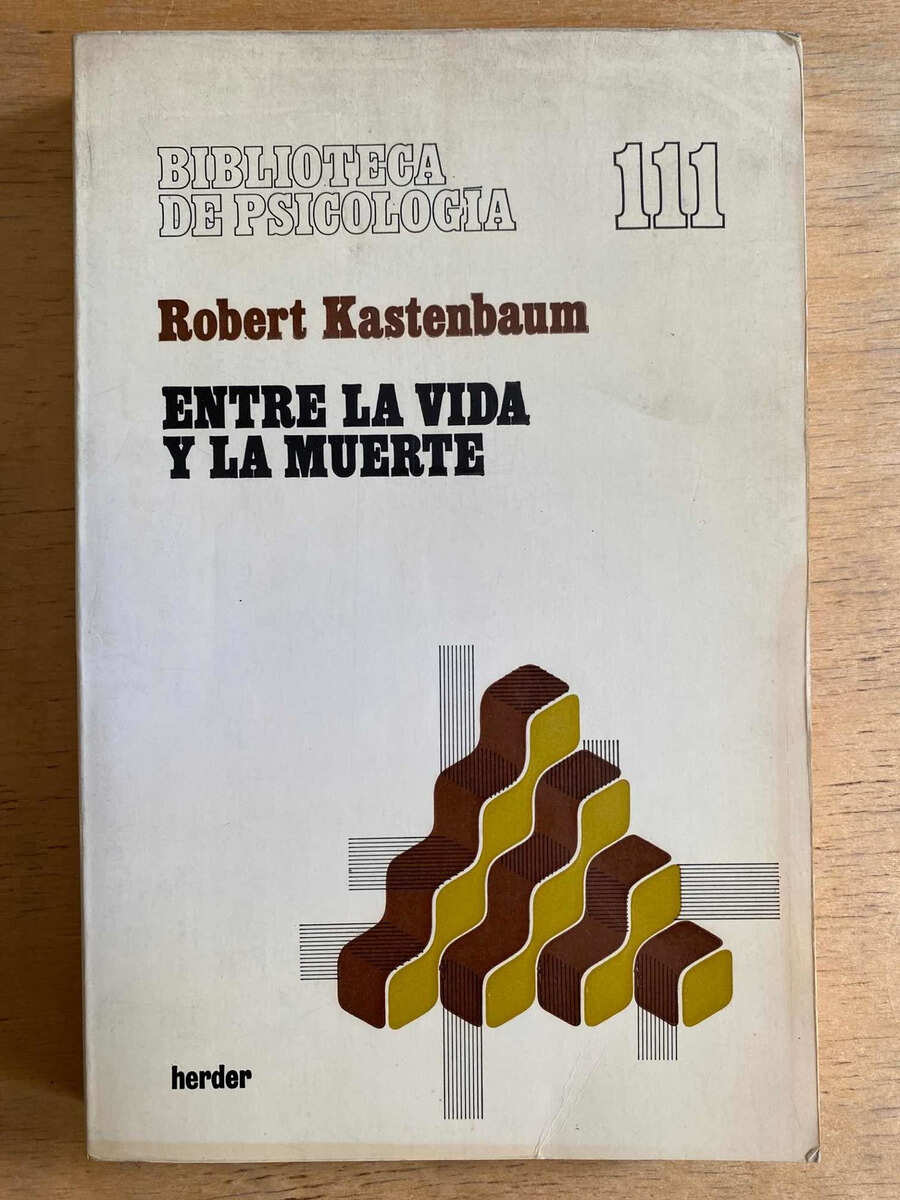 BIBLIOTECA
DE PSICOLOGÍA
111
Robert Kastenbaum
ENTRE LA VIDA
Y LA MUERTE
herder